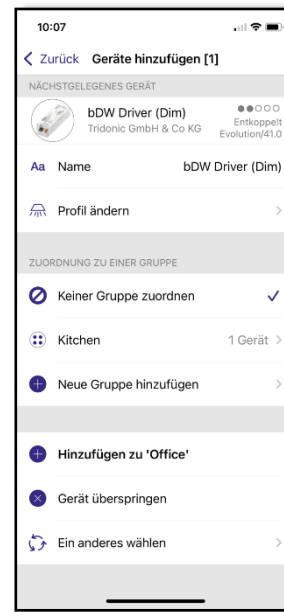 10:07
Zurück Geräte hinzufügen [1]
NÄCHSTGELEGENES GERÄT
bDW Driver (Dim)
Tridonic GmbH & Co KG
Entkoppelt
Evolution/41.0
Aa Name bDW Driver (Dim)
Profil ändern
ZUORDNUNG ZU EINER GRUPPE
Keiner Gruppe zuordnen
Kitchen 1 Gerät
Neue Gruppe hinzufügen
Hinzufügen zu 'Office'
Gerät überspringen
Ein anderes wählen